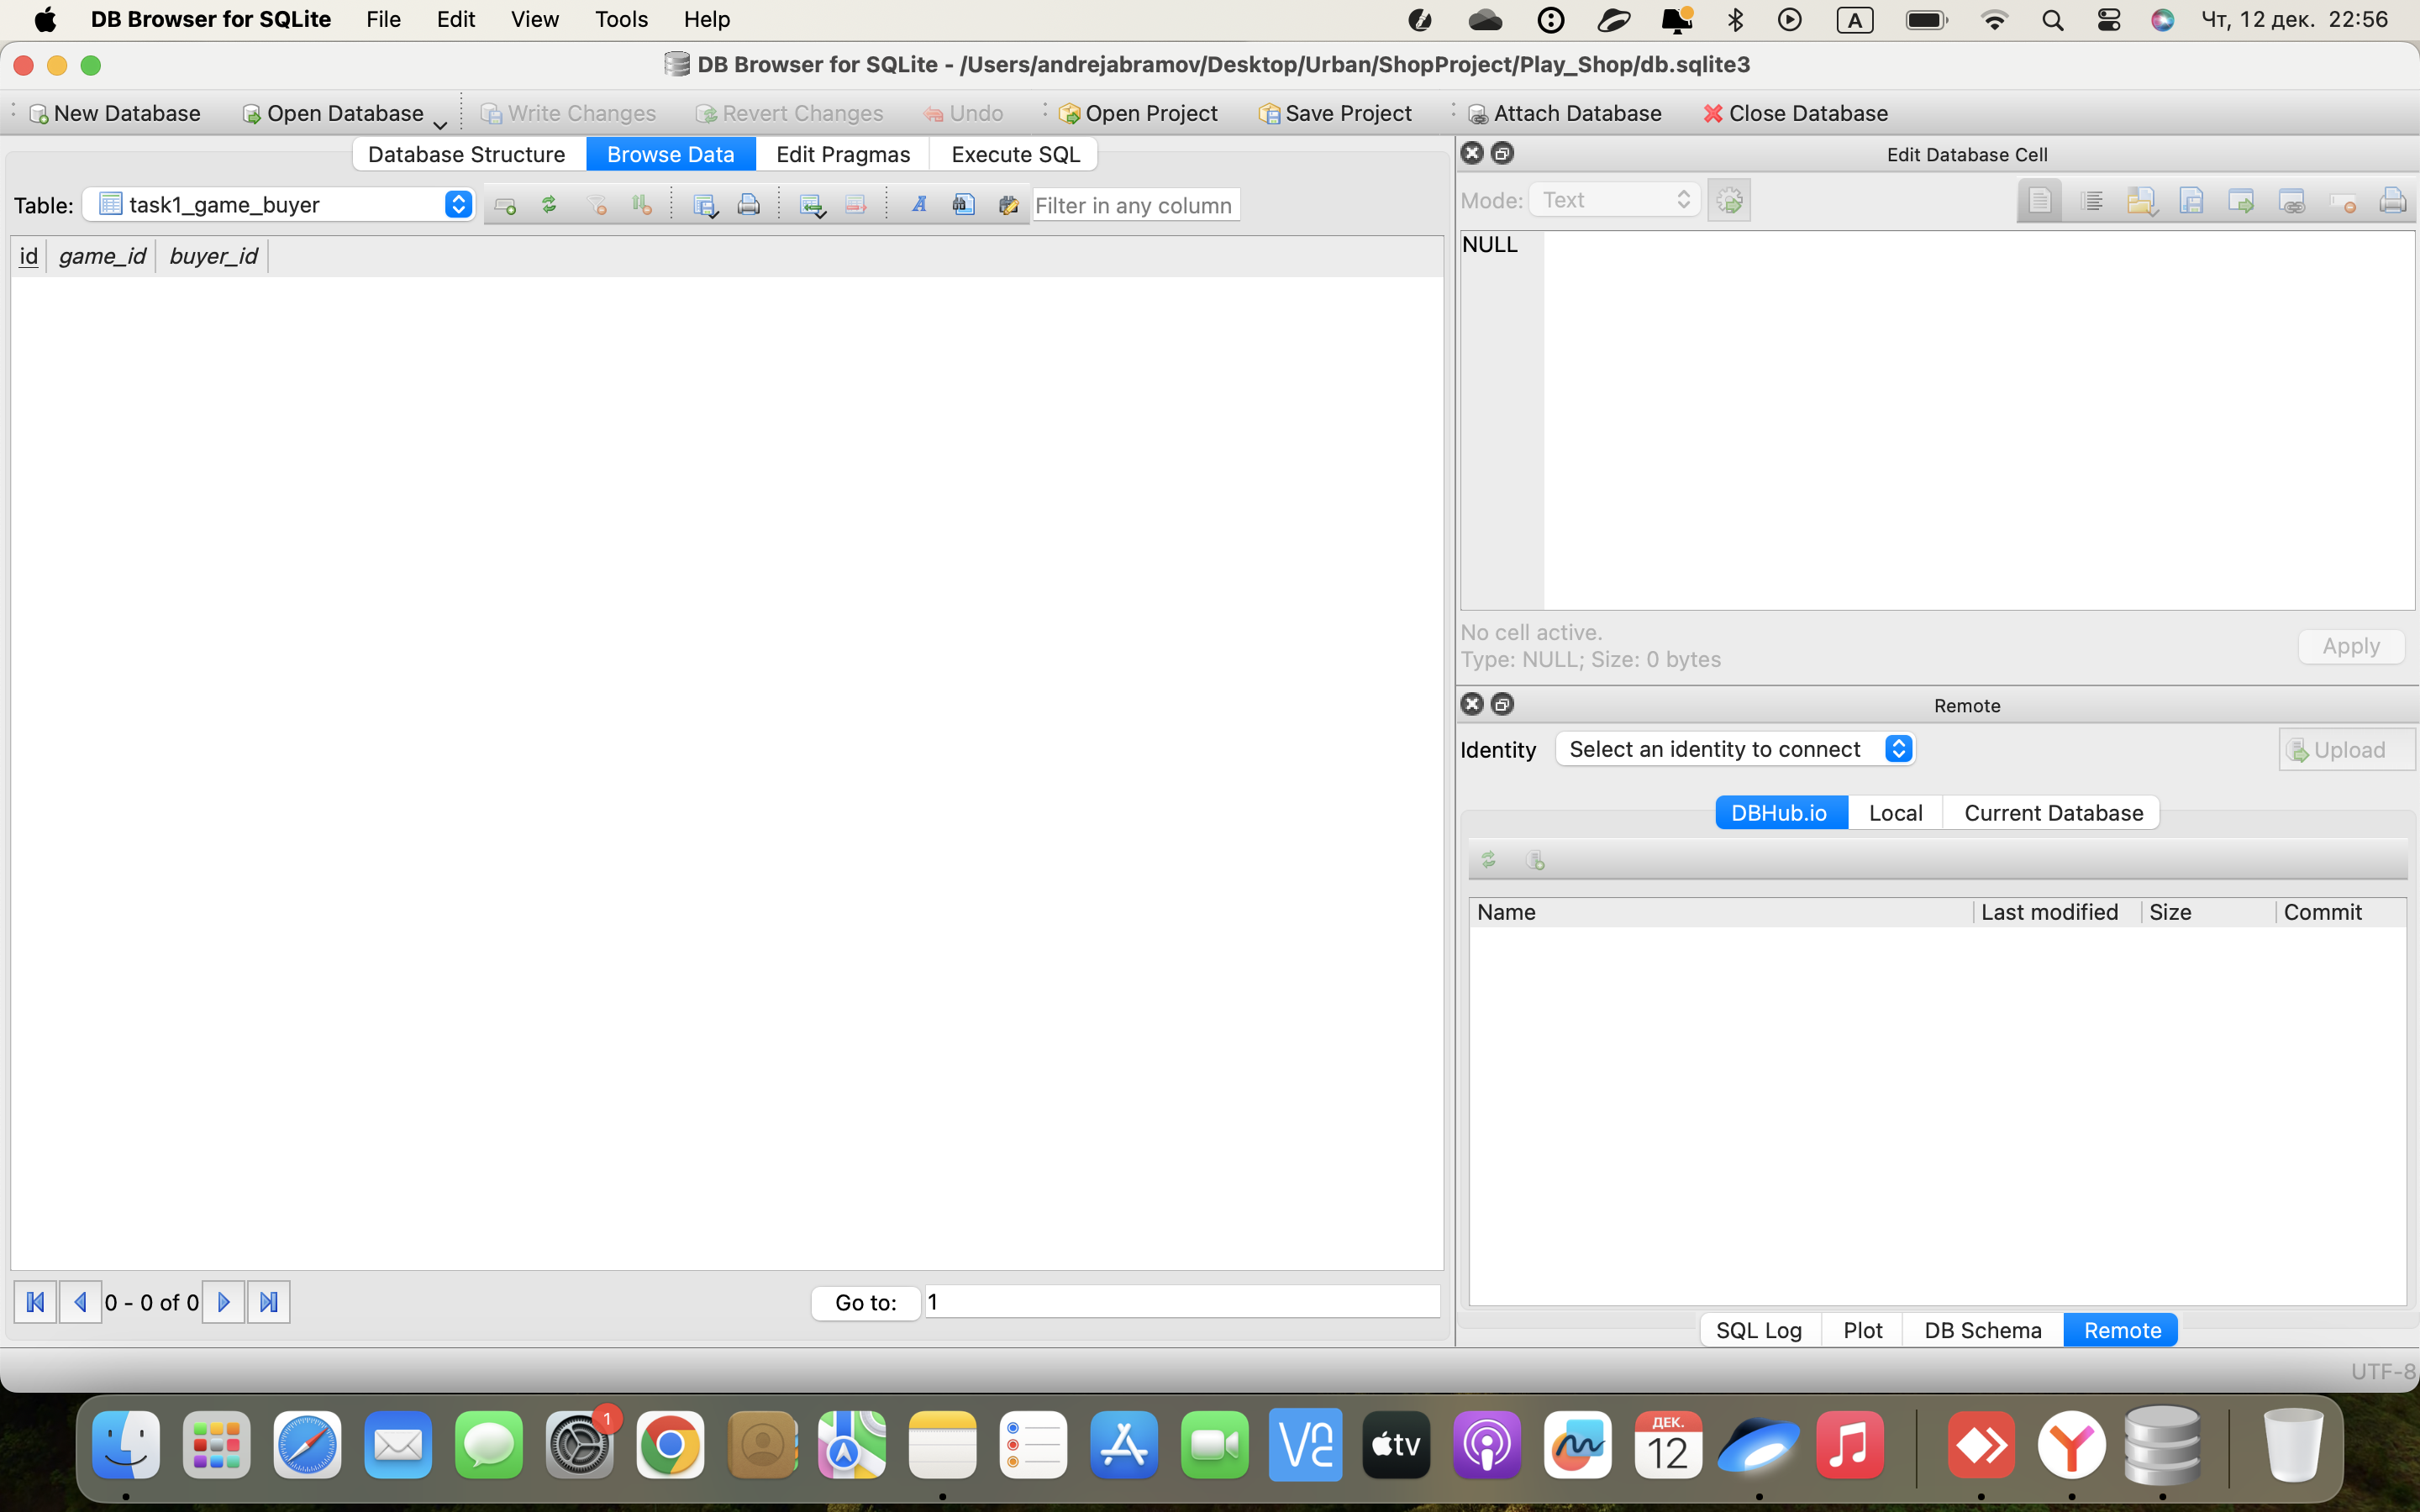 DB Browser for SQLite File Edit View Tools Help A Чт, 12 дек. 22:56
DB Browser for SQLite - /Users/andrejabramov/Desktop/Urban/ShopProject/Play_Shop/db.sqlite3
New Database Open Database Write Changes Revert Changes Undo Open Project Save Project Attach Database Close Database
Database Structure Browse Data Edit Pragmas Execute SQL
Table: task1_game_buyer Filter in any column
id game_id buyer_id
0 - 0 of 0 Go to: 1
Edit Database Cell
Mode: Text
NULL
No cell active.
Type: NULL; Size: 0 bytes
Apply
Remote
Identity Select an identity to connect Upload
DBHub.io Local Current Database
Name Last modified Size Commit
SQL Log Plot DB Schema Remote
UTF-8
1
tv
ДЕК.
12